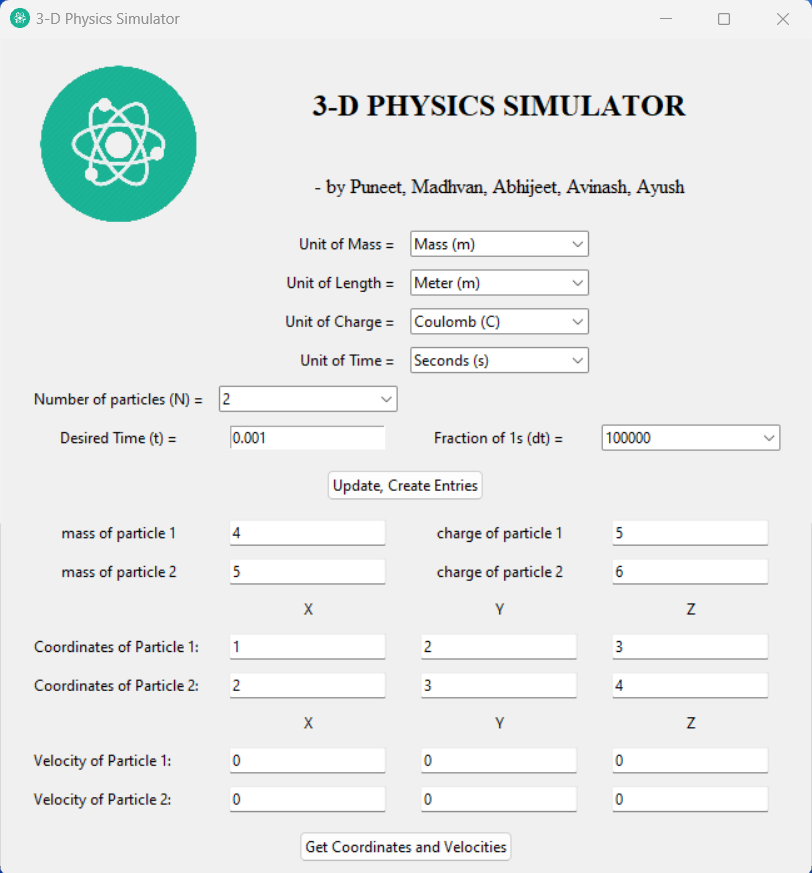 3-D Physics Simulator
3-D PHYSICS SIMULATOR
- by Puneet, Madhvan, Abhijeet, Avinash, Ayush
Unit of Mass = Mass (m)
Unit of Length = Meter (m)
Unit of Charge = Coulomb (C)
Unit of Time = Seconds (s)
Number of particles (N) = 2
Desired Time (t) = 0.001 Fraction of 1s (dt) = 100000
Update, Create Entries
mass of particle 1 4 charge of particle 1 5
mass of particle 2 5 charge of particle 2 6
X Y Z
Coordinates of Particle 1: 1 2 3
Coordinates of Particle 2: 2 3 4
X Y Z
Velocity of Particle 1: 0 0 0
Velocity of Particle 2: 0 0 0
Get Coordinates and Velocities